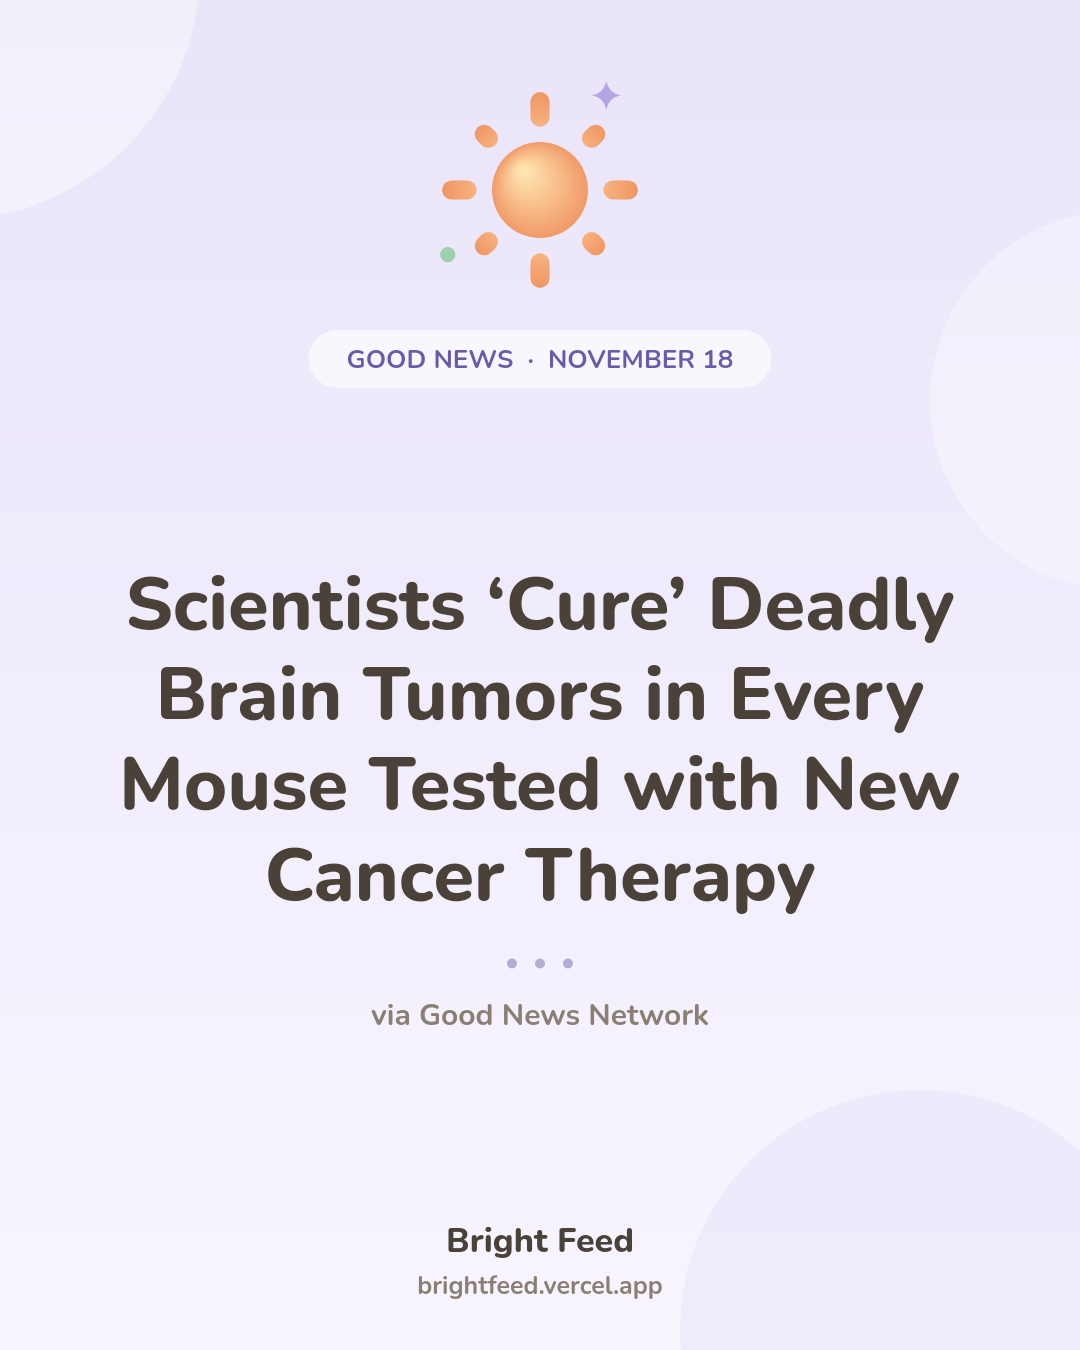 GOOD NEWS · NOVEMBER 18
Scientists ‘Cure’ Deadly
Brain Tumors in Every
Mouse Tested with New
Cancer Therapy
via Good News Network
Bright Feed
brightfeed.vercel.app